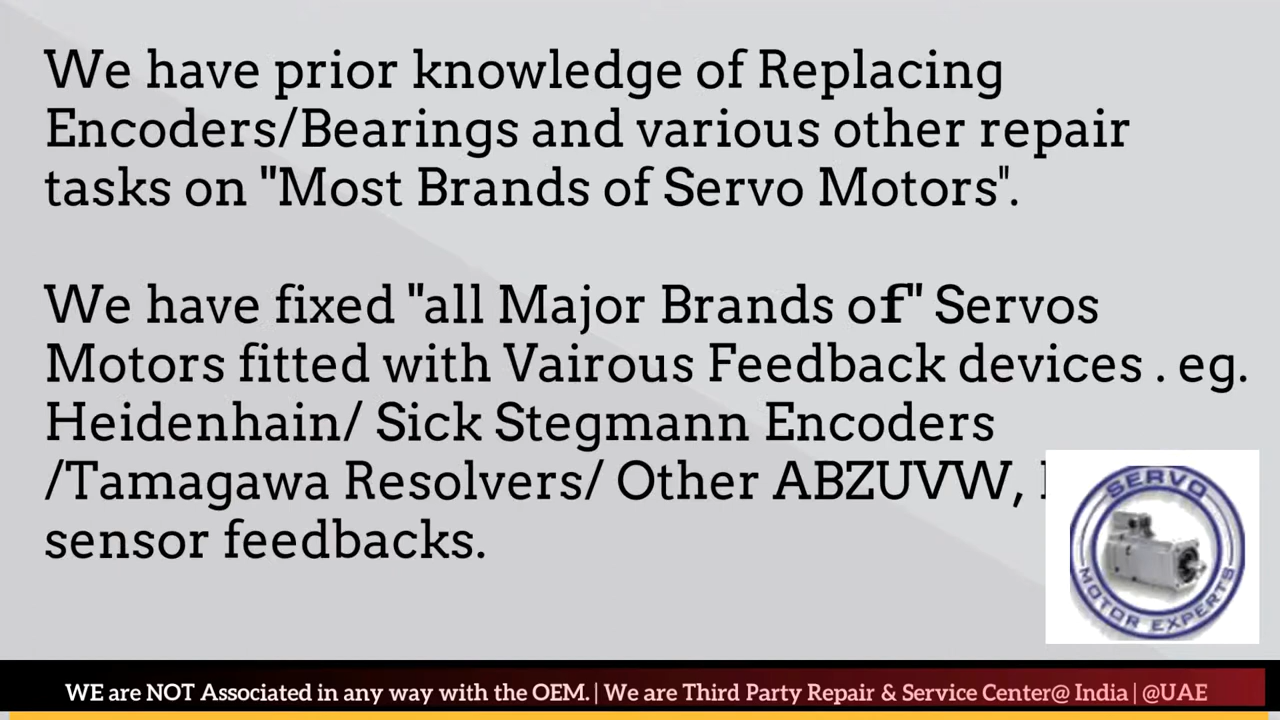 We have prior knowledge of Replacing
Encoders/Bearings and various other repair
tasks on "Most Brands of Servo Motors".
We have fixed "all Major Brands of" Servos
Motors fitted with Vairous Feedback devices . eg.
Heidenhain/ Sick Stegmann Encoders
/Tamagawa Resolvers/ Other ABZUVW,
sensor feedbacks.
SERVO
MOTOR EXPERTS
WE are NOT Associated in any way with the OEM. | We are Third Party Repair & Service Center@ India | @UAE